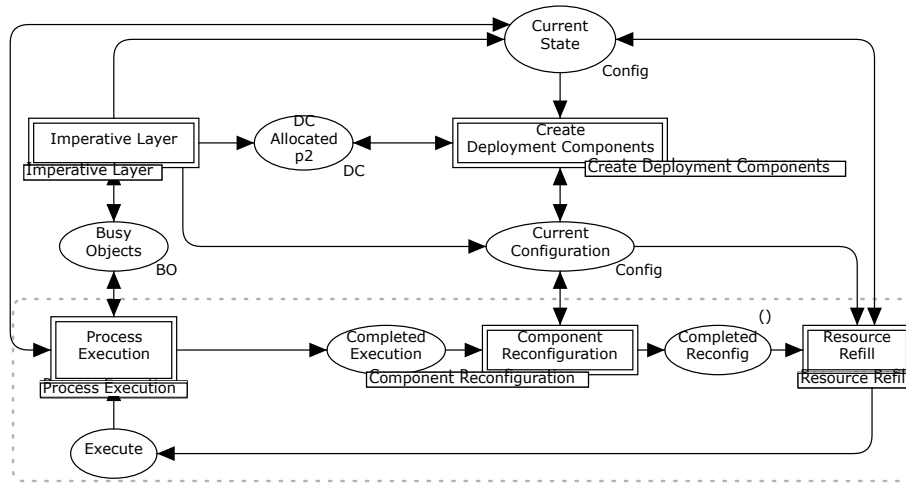 Current
State
Config
Imperative Layer
Imperative Layer
DC
Allocated
p2
DC
Create
Deployment Components
Create Deployment Components
Busy
Objects
BO
Current
Configuration
Config
Process
Execution
Process Execution
Completed
Execution
Component
Reconfiguration
Component Reconfiguration
Completed
Reconfig
()
Resource
Refill
Resource Refill
Execute